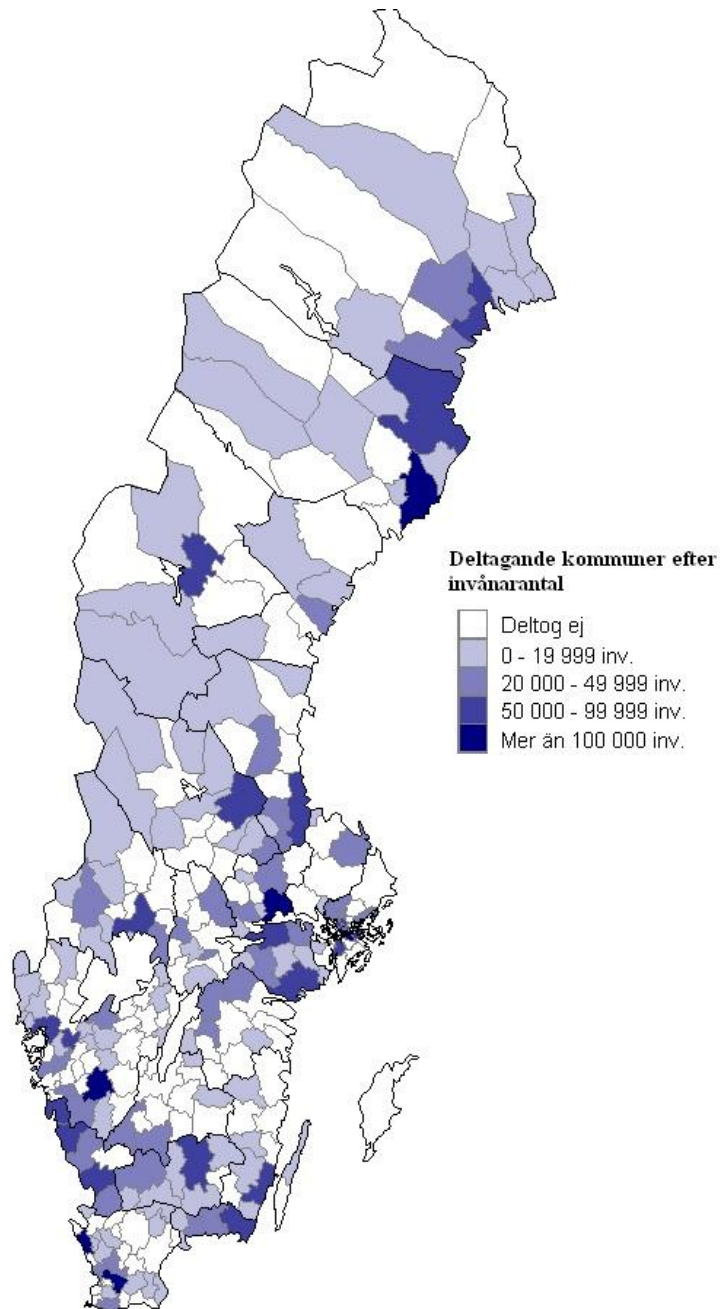 Deltagande kommuner efter
invånarantal
Deltog ej
0 - 19 999 inv.
20 000 - 49 999 inv.
50 000 - 99 999 inv.
Mer än 100 000 inv.